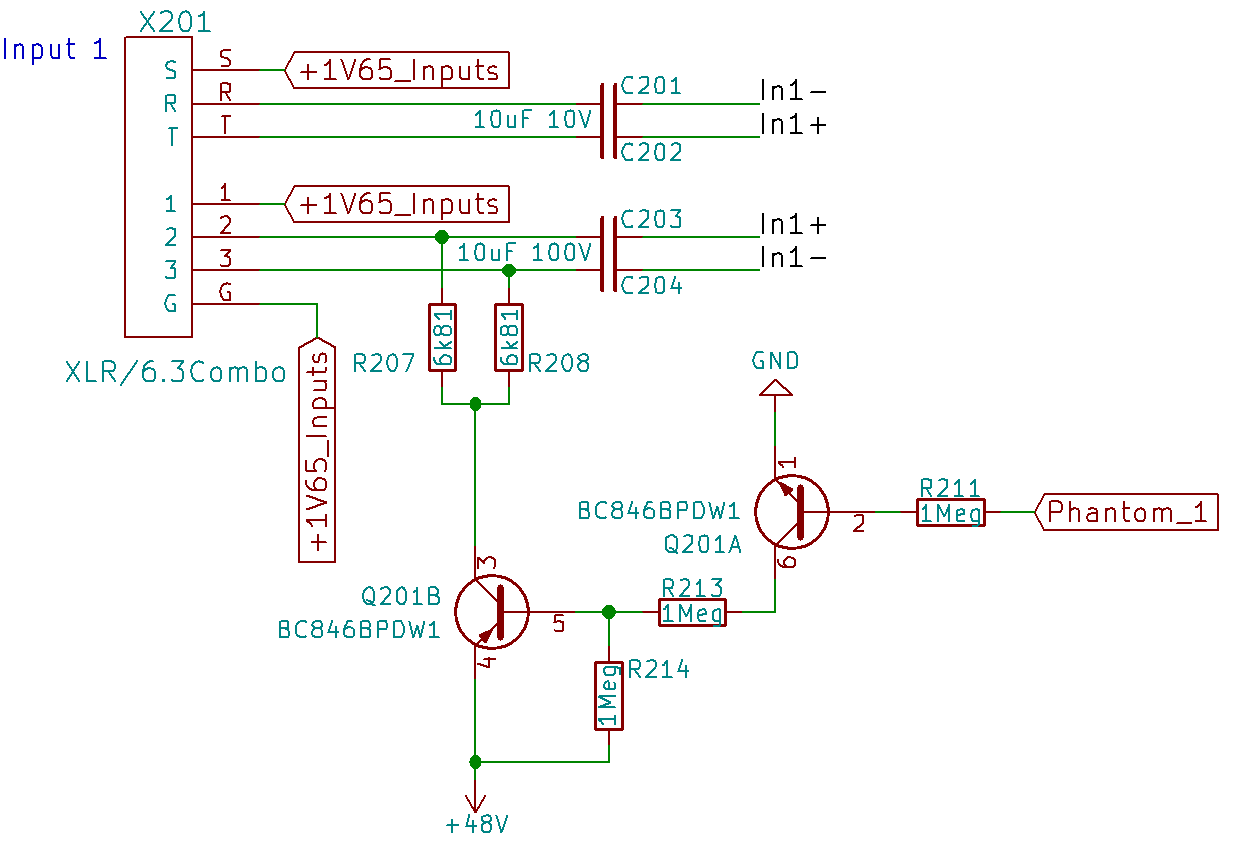 X201
Input 1
S S +1V65_Inputs
R R
T T
10uF 10V
C201
C202
In1-
In1+
1 1 +1V65_Inputs
2 2
3 3
G G
10uF 100V
C203
C204
In1+
In1-
XLR/6.3Combo
+1V65_Inputs
R207
6k81
6k81
R208
GND
1
BC846BPDW1
Q201A
2
6
R211
1Meg
Phantom_1
3
Q201B
BC846BPDW1
5
4
R213
1Meg
R214
1Meg
+48V